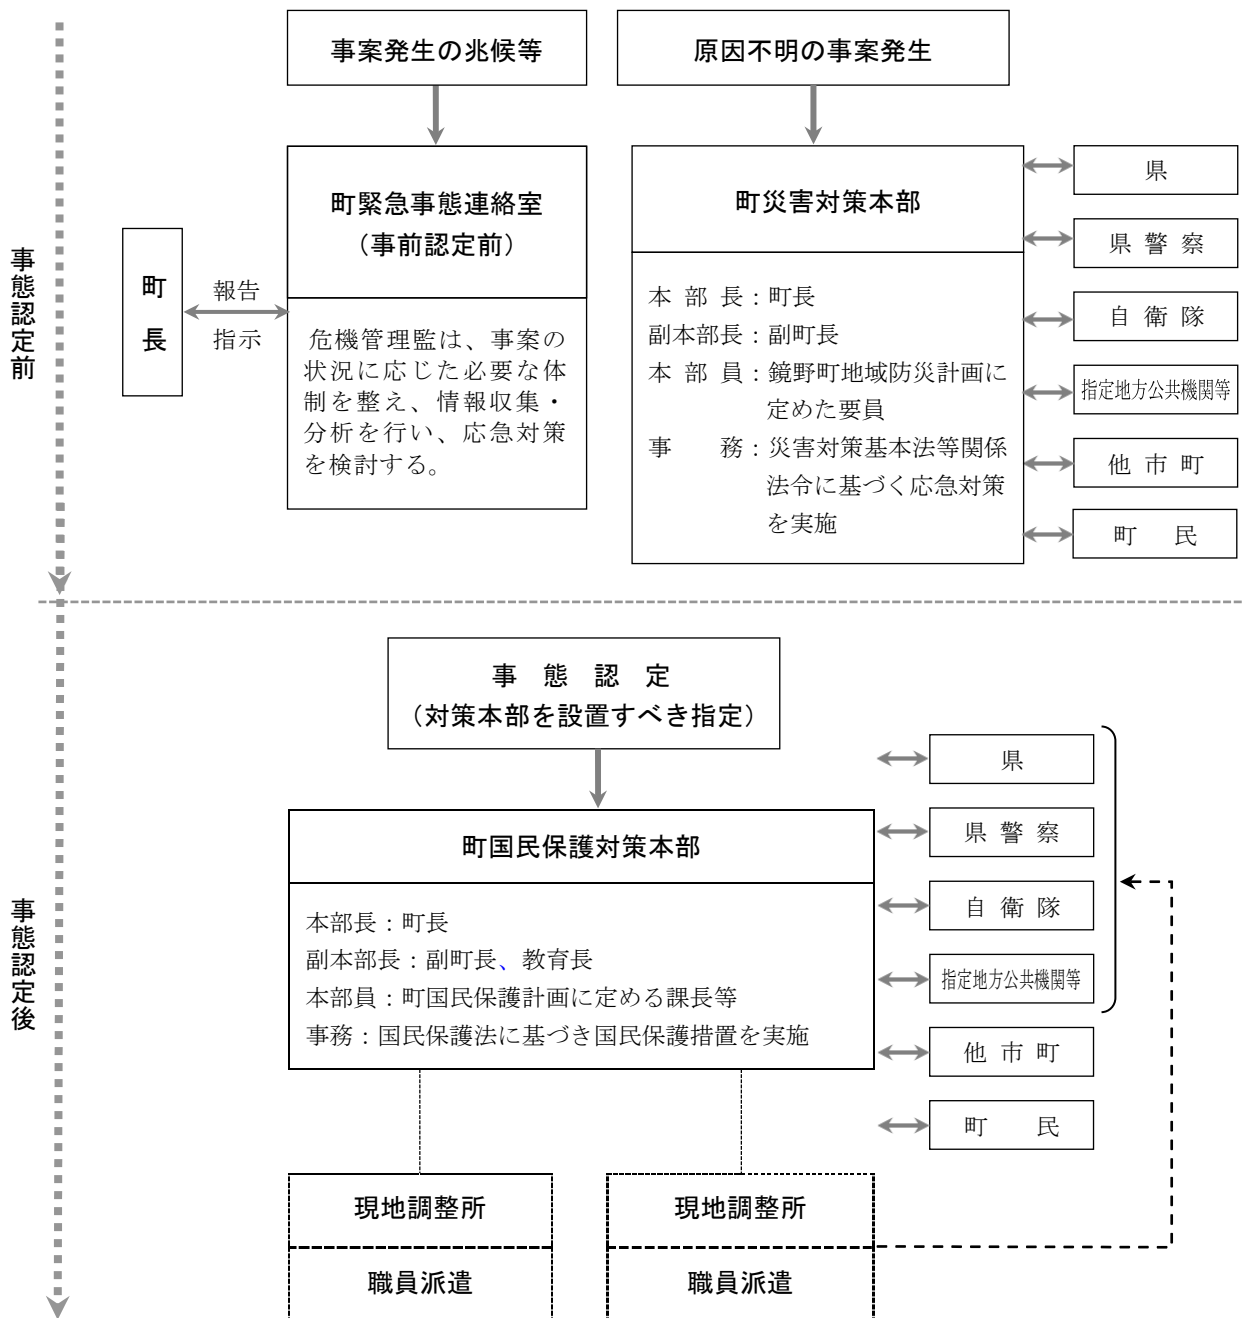 事案発生の兆候等
原因不明の事案発生
事態認定前
町長
報告
指示
町緊急事態連絡室
（事前認定前）
危機管理監は、事案の
状況に応じた必要な体
制を整え、情報収集・
分析を行い、応急対策
を検討する。
町災害対策本部
本部長：町長
副本部長：副町長
本部員：鏡野町地域防災計画に
定めた要員
事　　務：災害対策基本法等関係
法令に基づく応急対策
を実施
県
県警察
自衛隊
指定地方公共機関等
他市町
町　民
事態認定後
事　態　認　定
（対策本部を設置すべき指定）
町国民保護対策本部
本部長：町長
副本部長：副町長、教育長
本部員：町国民保護計画に定める課長等
事務：国民保護法に基づき国民保護措置を実施
県
県警察
自衛隊
指定地方公共機関等
他市町
町　民
現地調整所
職員派遣
現地調整所
職員派遣